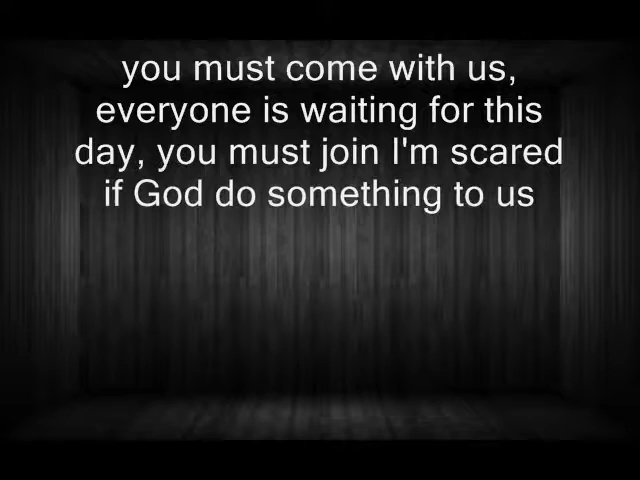 you must come with us,
everyone is waiting for this
day, you must join I'm scared
if God do something to us